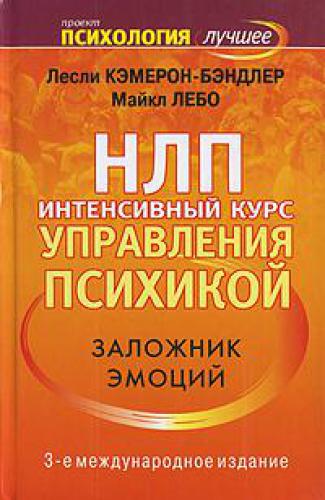 проект
ПСИХОЛОГИЯ лучшее
Лесли КЭМЕРОН-БЭНДЛЕР
Майкл ЛЕБО
НЛП
ИНТЕНСИВНЫЙ КУРС
УПРАВЛЕНИЯ
ПСИХИКОЙ
ЗАЛОЖНИК
ЭМОЦИЙ
3-е международное издание